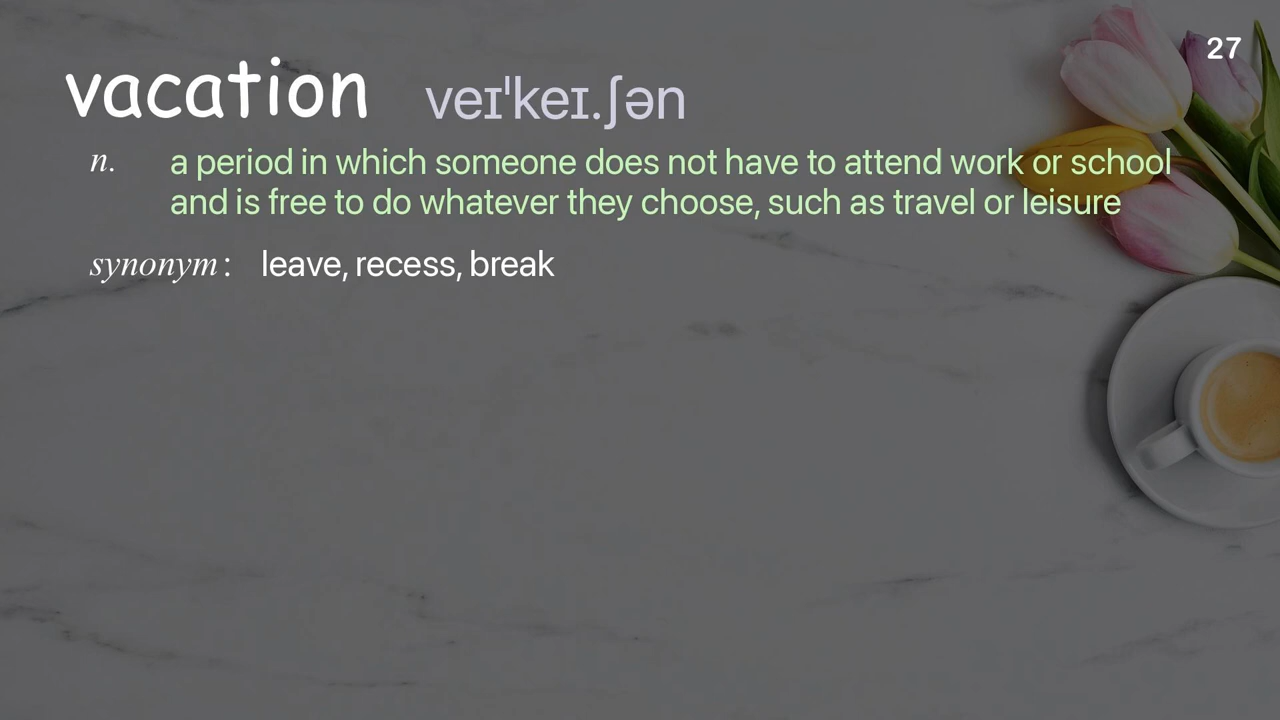 27
vacation veɪˈkeɪ.ʃən
n. a period in which someone does not have to attend work or school
and is free to do whatever they choose, such as travel or leisure
synonym: leave, recess, break